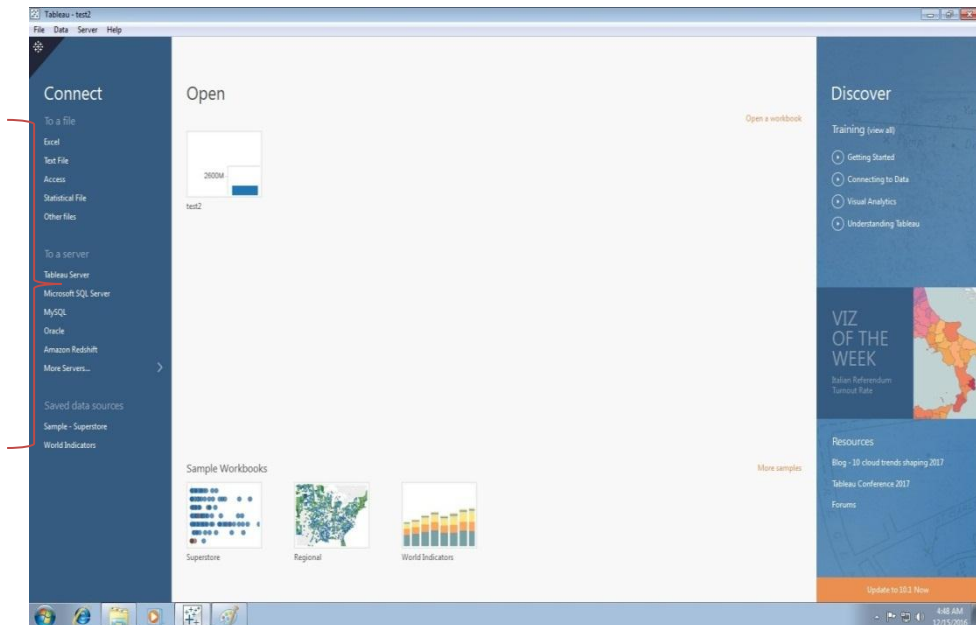 Tableau - test2
File Data Server Help
Connect
To a file
Excel
Text File
Access
Statistical File
Other files
To a server
Tableau Server
Microsoft SQL Server
MySQL
Oracle
Amazon Redshift
More Servers...
Saved data sources
Sample - Superstore
World Indicators
Open
Open a workbook
2600M
test2
Sample Workbooks
More samples
Superstore
Regional
World Indicators
Discover
Training (view all)
Getting Started
Connecting to Data
Visual Analytics
Understanding Tableau
VIZ
OF THE
WEEK
Italian Referendum
Turnout Rate
Resources
Blog - 10 cloud trends shaping 2017
Tableau Conference 2017
Forums
Update to 10.1 Now
4:48 AM
12/15/2016